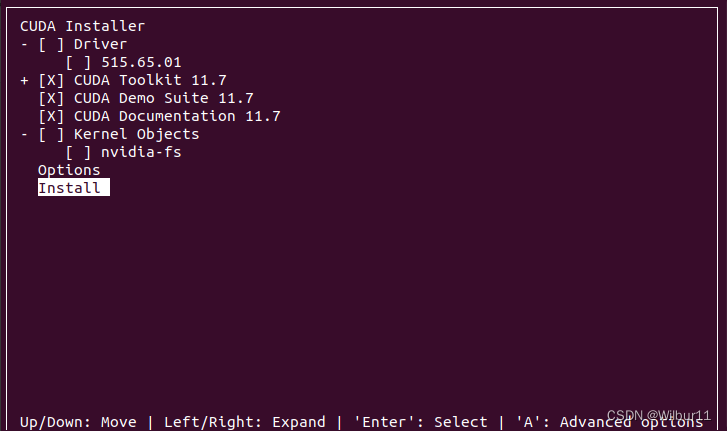 CUDA Installer
- [ ] Driver
[ ] 515.65.01
+ [X] CUDA Toolkit 11.7
[X] CUDA Demo Suite 11.7
[X] CUDA Documentation 11.7
- [ ] Kernel Objects
[ ] nvidia-fs
Options
Install
Up/Down: Move | Left/Right: Expand | 'Enter': Select | 'A': Advanced options
CSDN @Wilbur11